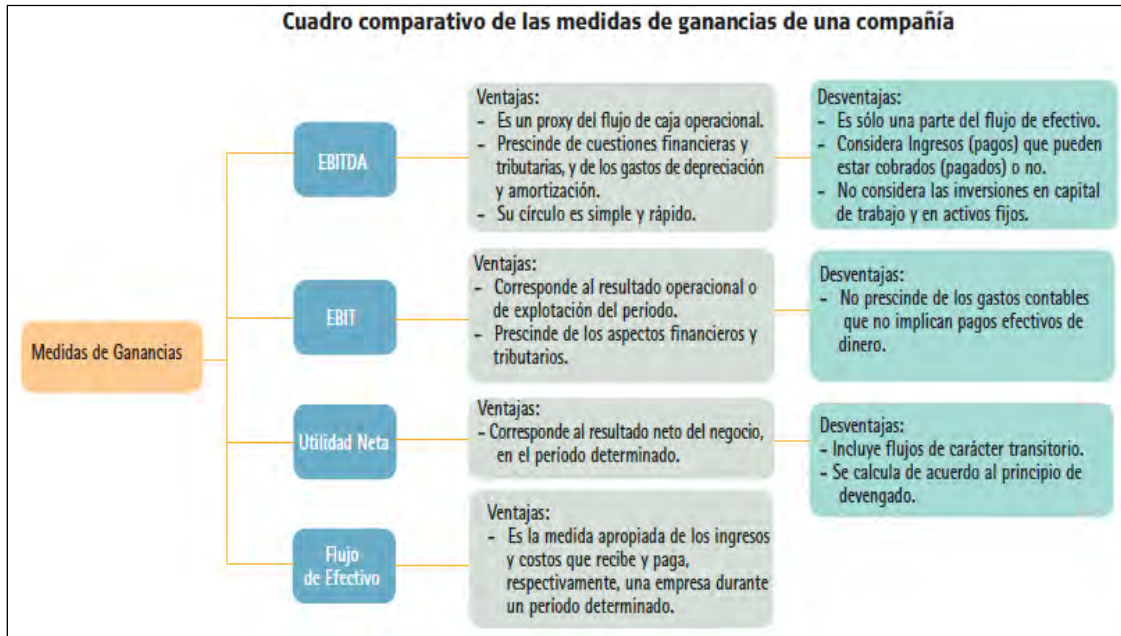 Cuadro comparativo de las medidas de ganancias de una compañía
Medidas de Ganancias
EBITDA
Ventajas:
- Es un proxy del flujo de caja operacional.
- Prescinde de cuestiones financieras y
tributarias, y de los gastos de depreciación
y amortización.
- Su círculo es simple y rápido.
Desventajas:
- Es sólo una parte del flujo de efectivo.
- Considera Ingresos (pagos) que pueden
estar cobrados (pagados) o no.
- No considera las inversiones en capital
de trabajo y en activos fijos.
EBIT
Ventajas:
- Corresponde al resultado operacional o
de explotación del período.
- Prescinde de los aspectos financieros y
tributarios.
Desventajas:
- No prescinde de los gastos contables
que no implican pagos efectivos de
dinero.
Utilidad Neta
Ventajas:
- Corresponde al resultado neto del negocio,
en el período determinado.
Desventajas:
- Incluye flujos de carácter transitorio.
- Se calcula de acuerdo al principio de
devengado.
Flujo
de Efectivo
Ventajas:
- Es la medida apropiada de los ingresos
y costos que recibe y paga,
respectivamente, una empresa durante
un período determinado.